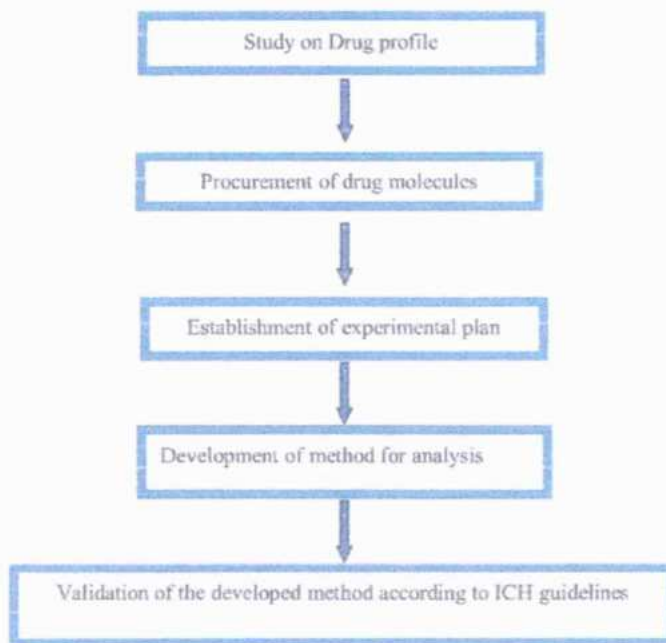 Study on Drug profile
Procurement of drug molecules
Establishment of experimental plan
Development of method for analysis
Validation of the developed method according to ICH guidelines